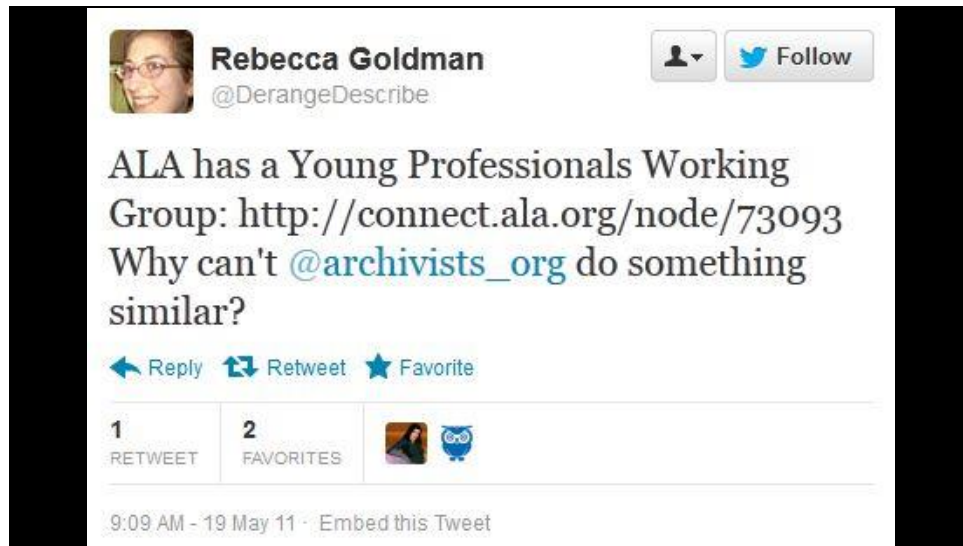 Rebecca Goldman
Follow
@DerangeDescribe
ALA has a Young Professionals Working
Group: http://connect.ala.org/node/73093
Why can't @archivists_org do something
similar?
Reply Retweet Favorite
1 2
RETWEET FAVORITES
9:09 AM - 19 May 11 · Embed this Tweet